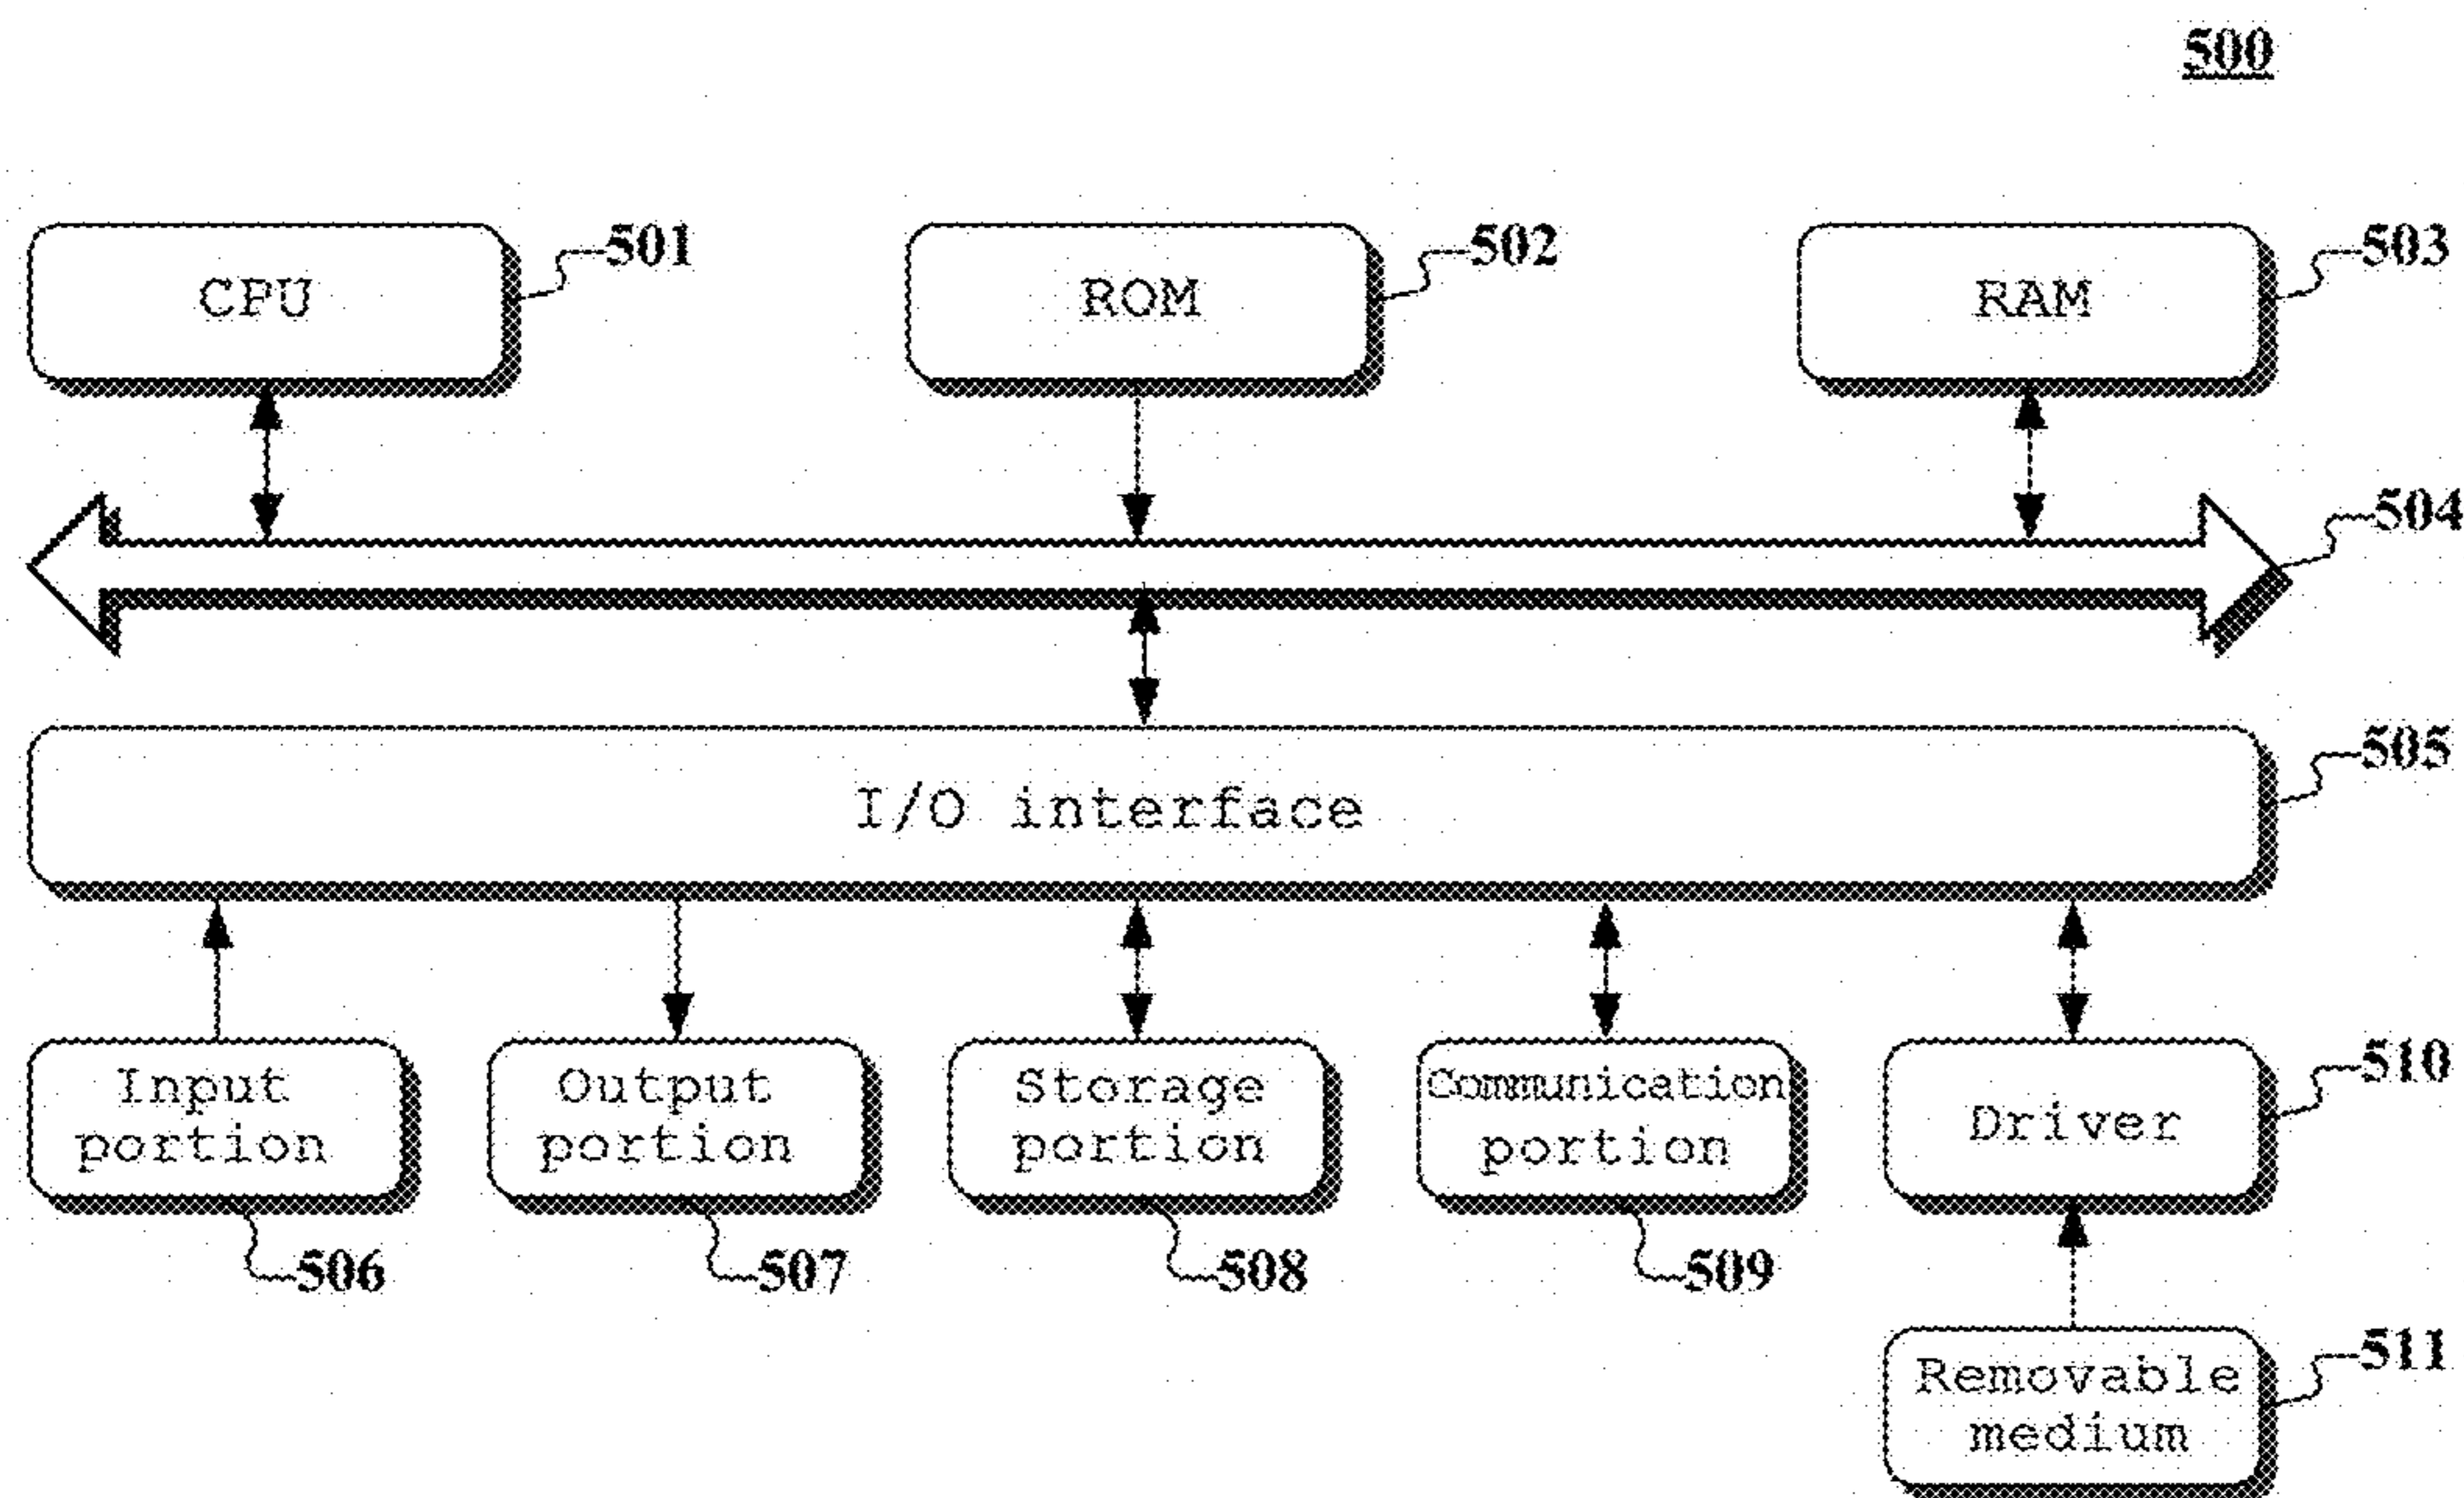 500
CPU
501
ROM
502
RAM
503
504
I/O interface
505
Input
portion
506
Output
portion
507
Storage
portion
508
Communication
portion
509
Driver
510
Removable
medium
511